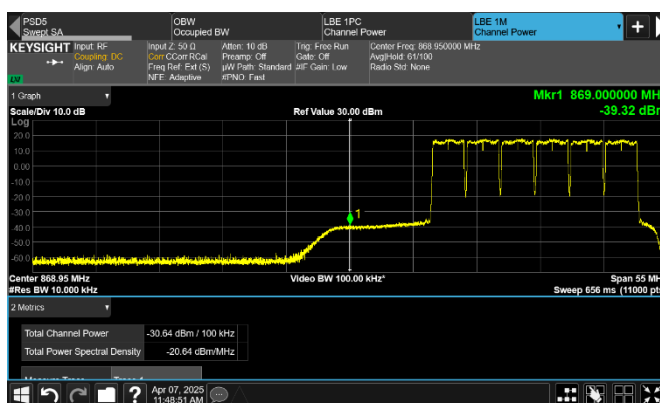 PSD5
Swept SA
OBW
Occupied BW
LBE 1PC
Channel Power
LBE 1M
Channel Power
KEYSIGHT
Input: RF
Coupling: DC
Align: Auto
Input Z: 50 Ω
Corr CCorr RCal
Freq Ref: Ext (S)
NFE: Adaptive
Atten: 10 dB
Preamp: Off
µW Path: Standard
#PNO: Fast
Trig: Free Run
Gate: Off
#IF Gain: Low
Center Freq: 868.950000 MHz
Avg|Hold: 61/100
Radio Std: None
1 Graph
Mkr1 869.000000 MH
Scale/Div 10.0 dB
Ref Value 30.00 dBm
-39.32 dBm
Log
20.0
10.0
0.00
-10.0
-20.0
-30.0
-40.0
-50.0
-60.0
1
Center 868.95 MHz
Video BW 100.00 kHz*
Span 55 MH
#Res BW 10.000 kHz
Sweep 656 ms (11000 pts
2 Metrics
Total Channel Power
-30.64 dBm / 100 kHz
Total Power Spectral Density
-20.64 dBm/MHz
Measure Trace
Trace 1
?
Apr 07, 2025
11:48:51 AM